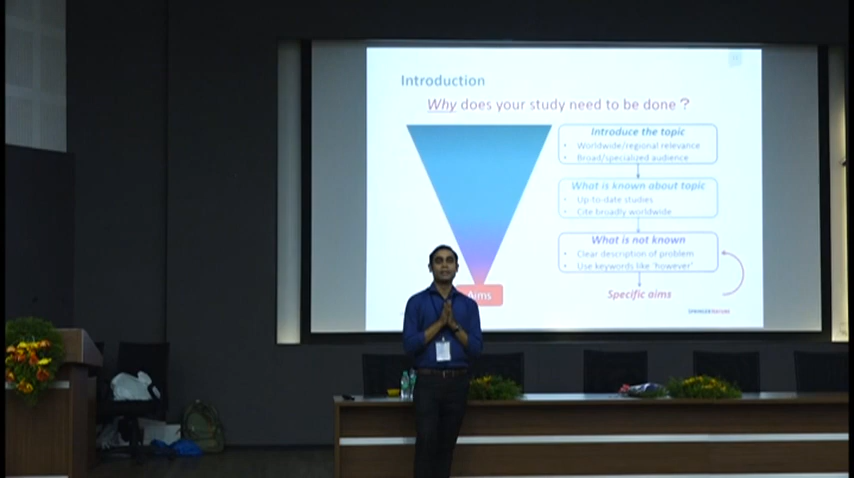 Introduction
Why does your study need to be done ?
Introduce the topic
• Worldwide/regional relevance
• Broad/specialized audience
What is known about topic
• Up-to-date studies
• Cite broadly worldwide
What is not known
• Clear description of problem
• Use keywords like 'however'
Aims
Specific aims
SPRINGER NATURE